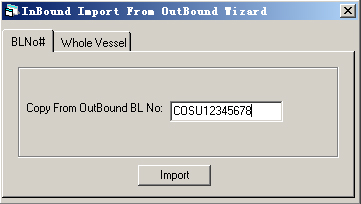 InBound Import From OutBound Wizard
BLNo#
Whole Vessel
Copy From OutBound BL No: COSU12345678
Import